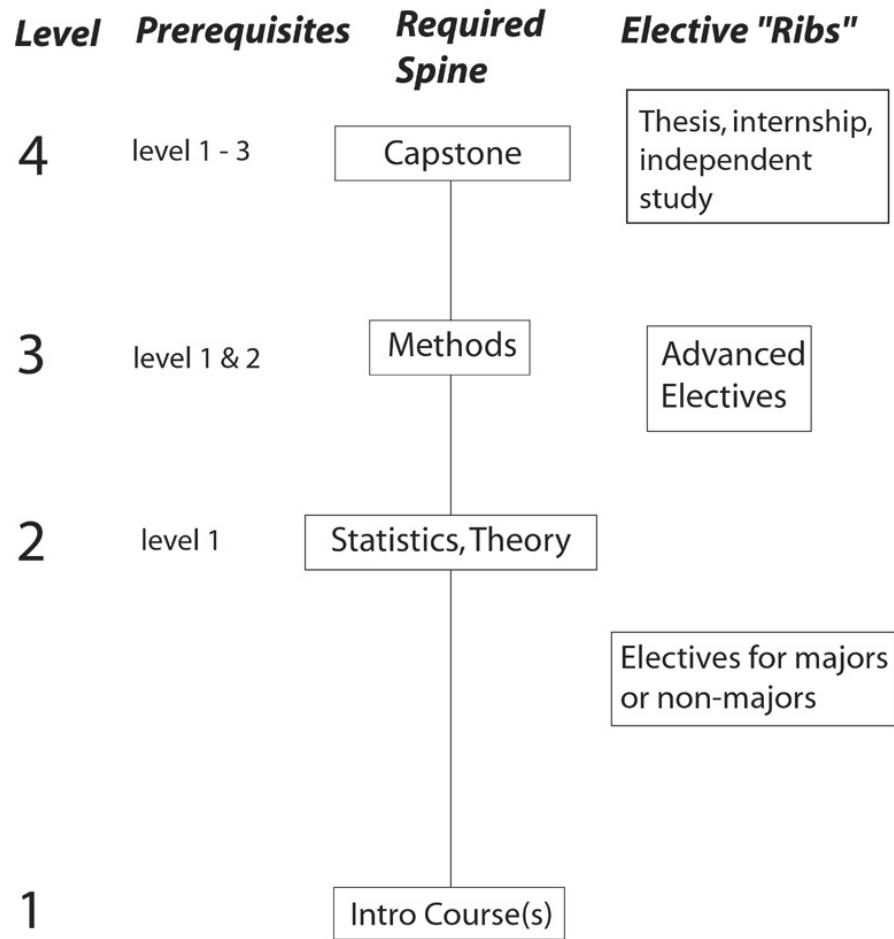 Level Prerequisites Required Spine Elective "Ribs"
4 level 1 - 3 Capstone Thesis, internship,
independent
study
3 level 1 & 2 Methods Advanced
Electives
2 level 1 Statistics, Theory
Electives for majors
or non-majors
1 Intro Course(s)